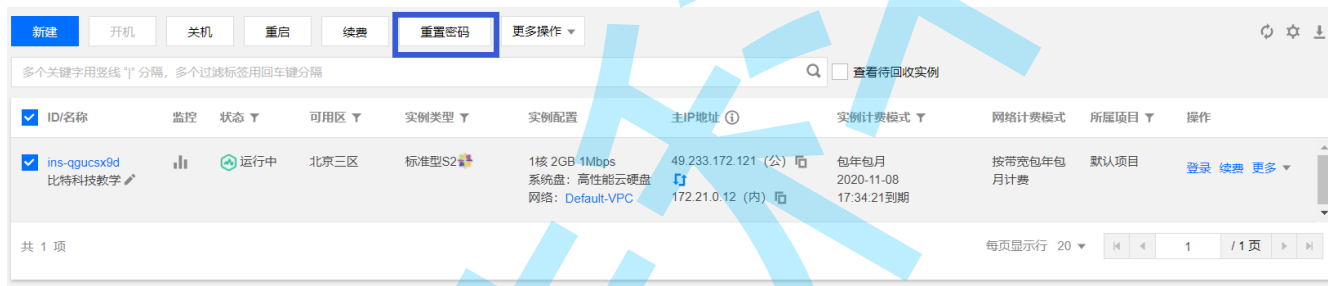 新建 开机 关机 重启 续费 重置密码 更多操作
多个关键字用竖线 "|" 分隔，多个过滤标签用回车键分隔 查看待回收实例
ID/名称 监控 状态 可用区 实例类型 实例配置 主IP地址 实例计费模式 网络计费模式 所属项目 操作
ins-qgucsx9d 运行中 北京三区 标准型S2 1核 2GB 1Mbps 49.233.172.121（公） 包年包月 按带宽包年包 默认项目 登录 续费 更多
比特科技教学 系统盘：高性能云硬盘 2020-11-08 月计费
网络：Default-VPC 172.21.0.12（内） 17:34:21到期
共 1 项 每页显示行 20 1 / 1 页